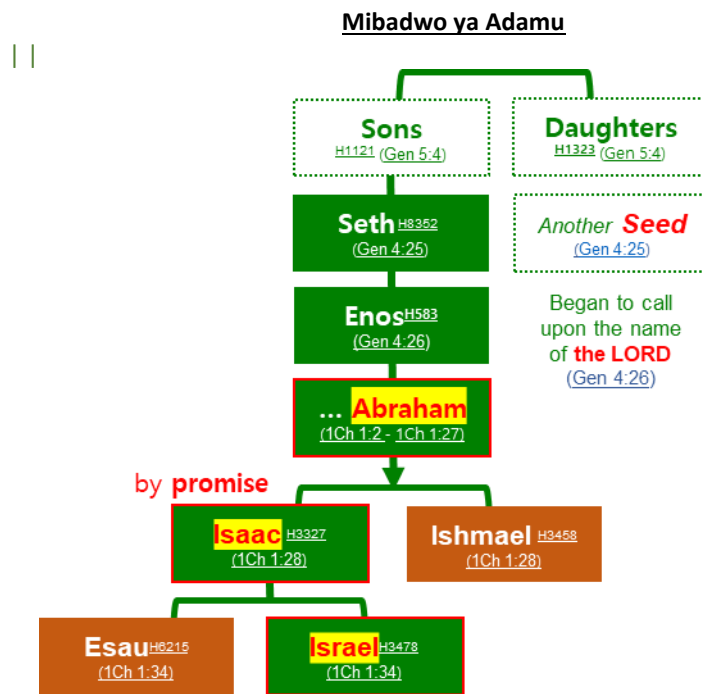 Mibadwo ya Adamu
| |
Sons
H1121 (Gen 5:4)
Daughters
H1323 (Gen 5:4)
Seth H8352
(Gen 4:25)
Another Seed
(Gen 4:25)
Enos H583
(Gen 4:26)
Began to call
upon the name
of the LORD
(Gen 4:26)
... Abraham
(1Ch 1:2 - 1Ch 1:27)
by promise
Isaac H3327
(1Ch 1:28)
Ishmael H3458
(1Ch 1:28)
Esau H6215
(1Ch 1:34)
Israel H3478
(1Ch 1:34)